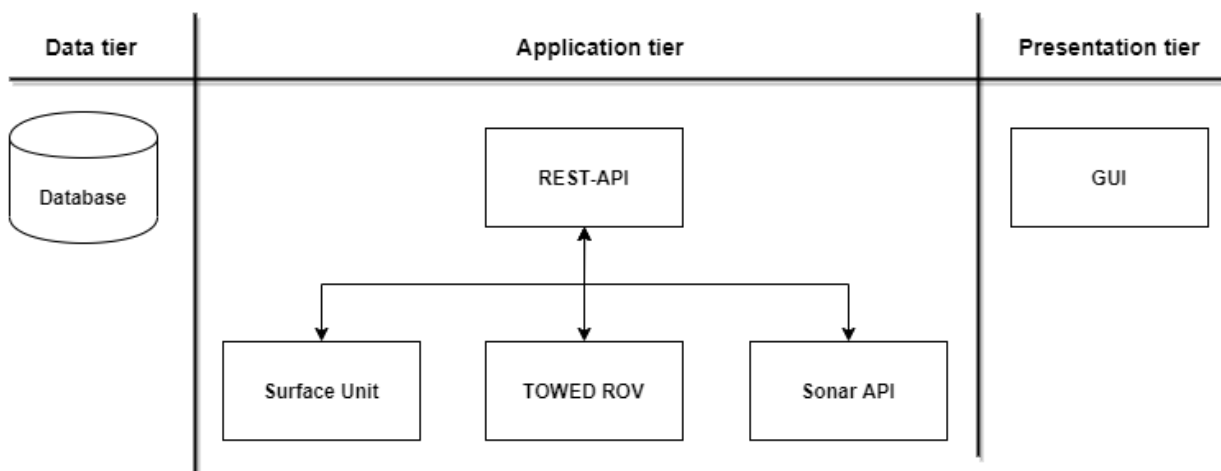 Data tier
Application tier
Presentation tier
Database
REST-API
GUI
Surface Unit
TOWED ROV
Sonar API